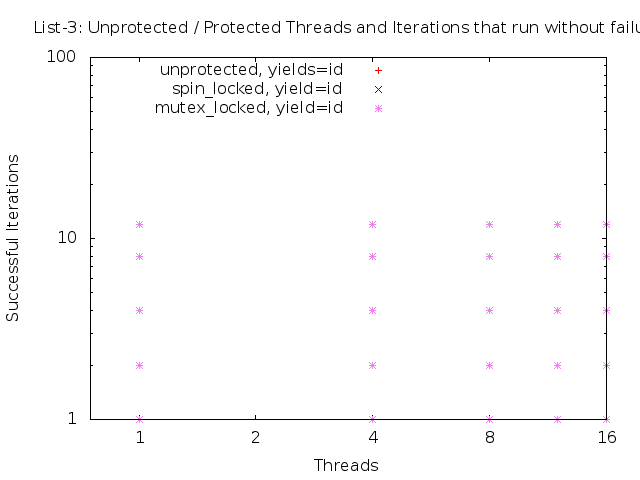 List-3: Unprotected / Protected Threads and Iterations that run without failu
unprotected, yields=id
spin_locked, yield=id
mutex_locked, yield=id
100
10
1
Successful Iterations
1 2 4 8 16
Threads